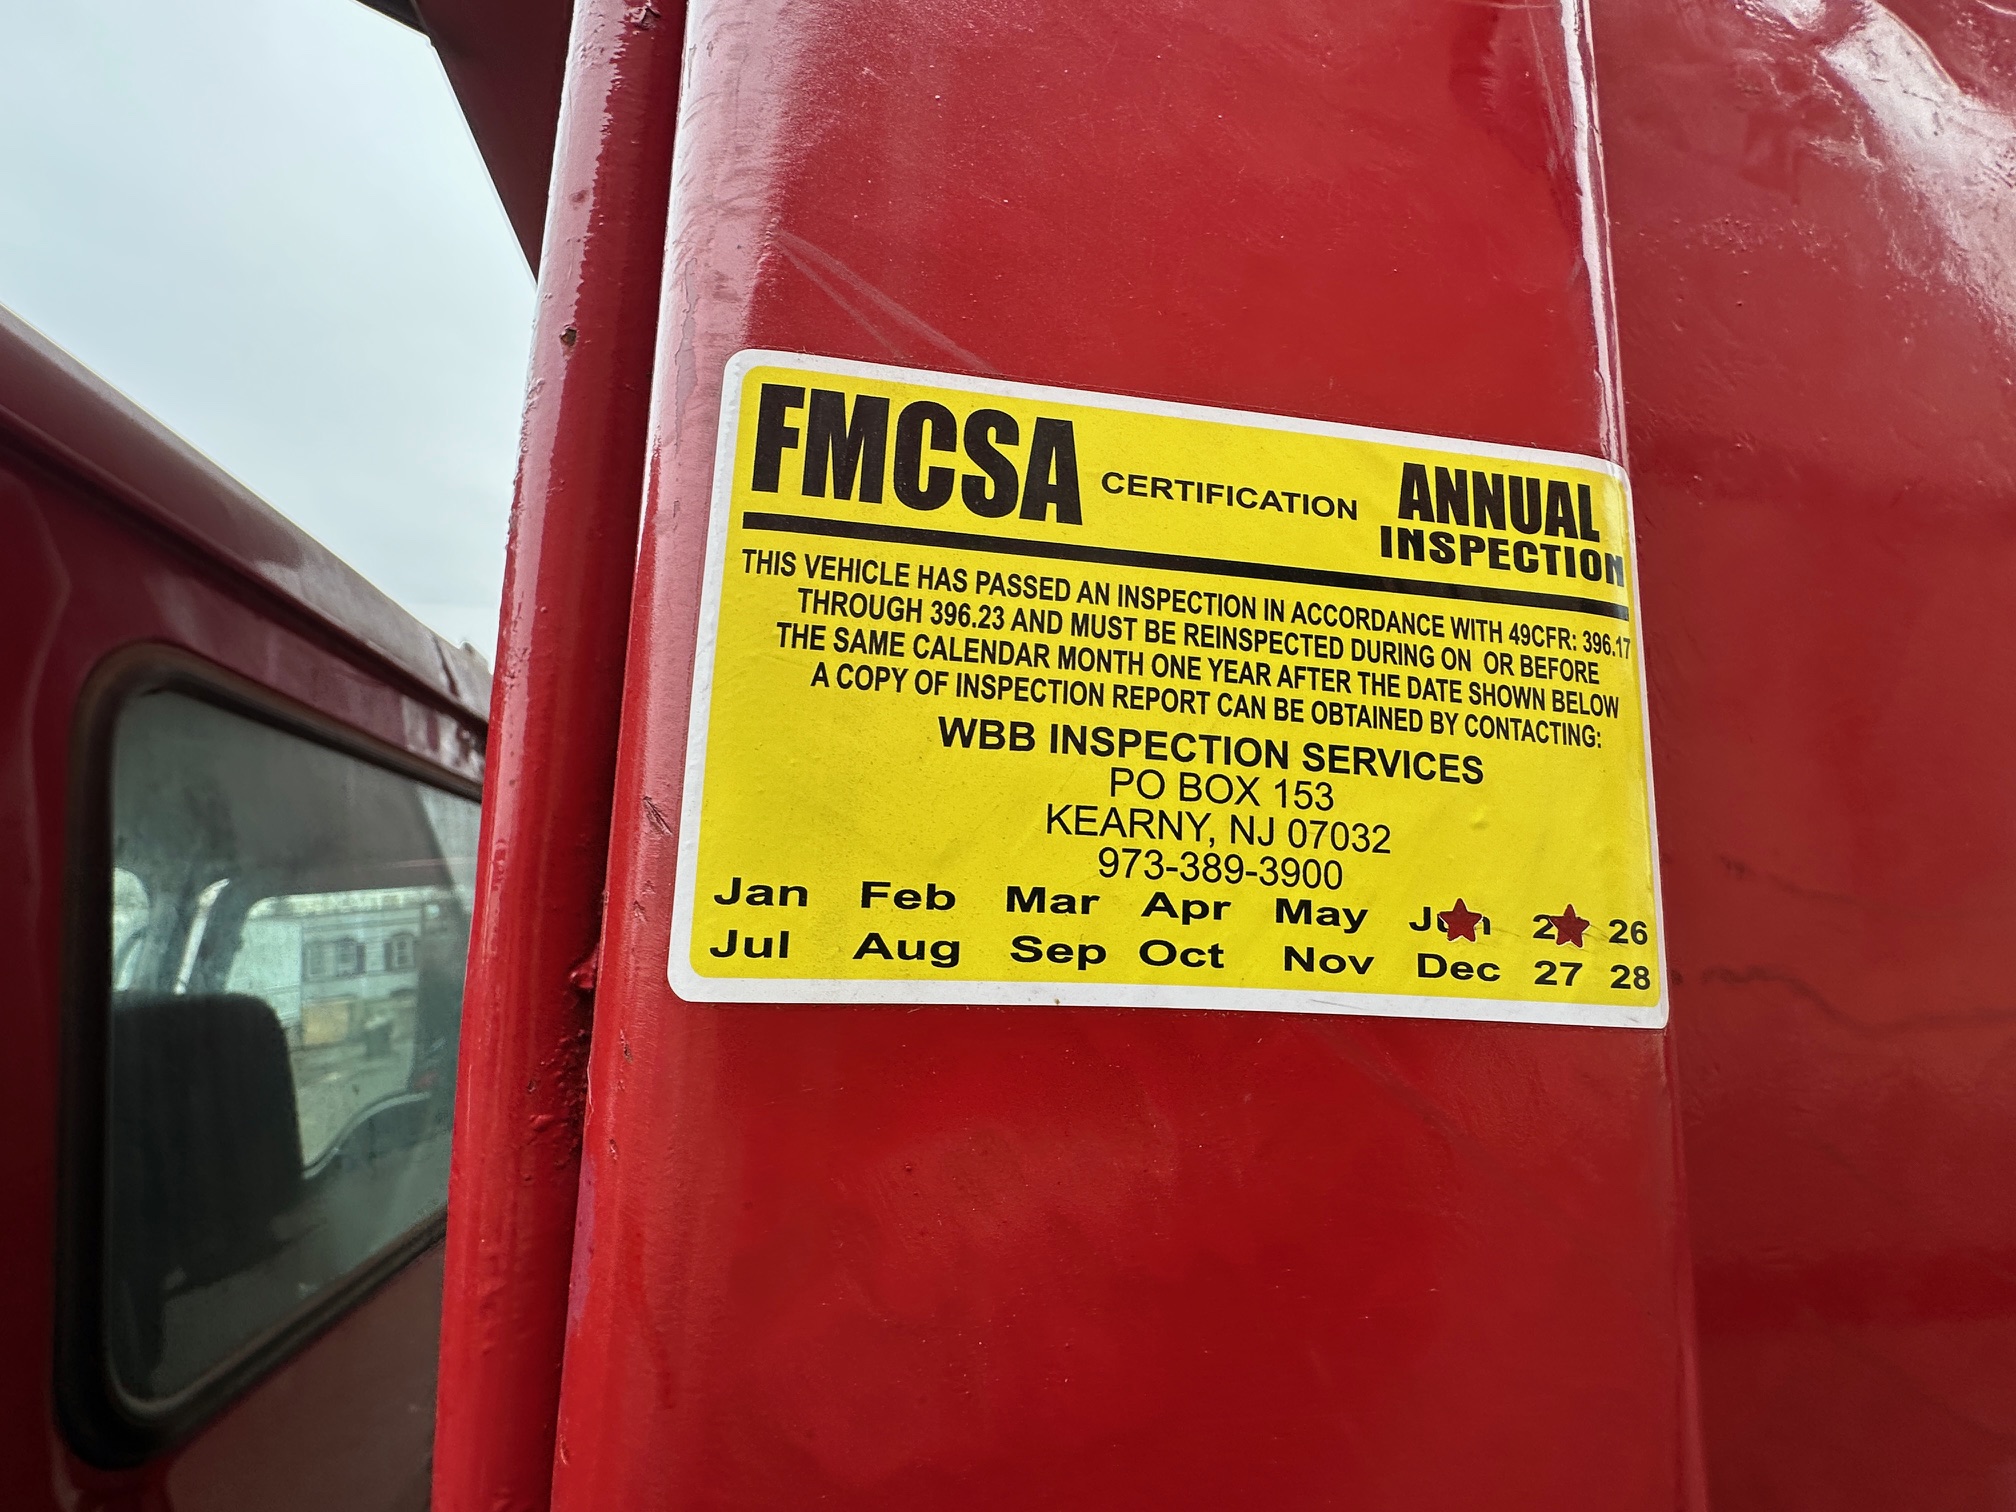 FMCSA CERTIFICATION ANNUAL INSPECTION
THIS VEHICLE HAS PASSED AN INSPECTION IN ACCORDANCE WITH 49CFR: 396.17
THROUGH 396.23 AND MUST BE REINSPECTED DURING ON OR BEFORE
THE SAME CALENDAR MONTH ONE YEAR AFTER THE DATE SHOWN BELOW
A COPY OF INSPECTION REPORT CAN BE OBTAINED BY CONTACTING:
WBB INSPECTION SERVICES
PO BOX 153
KEARNY, NJ 07032
973-389-3900
Jan Feb Mar Apr May Jun 26
Jul Aug Sep Oct Nov Dec 27 28